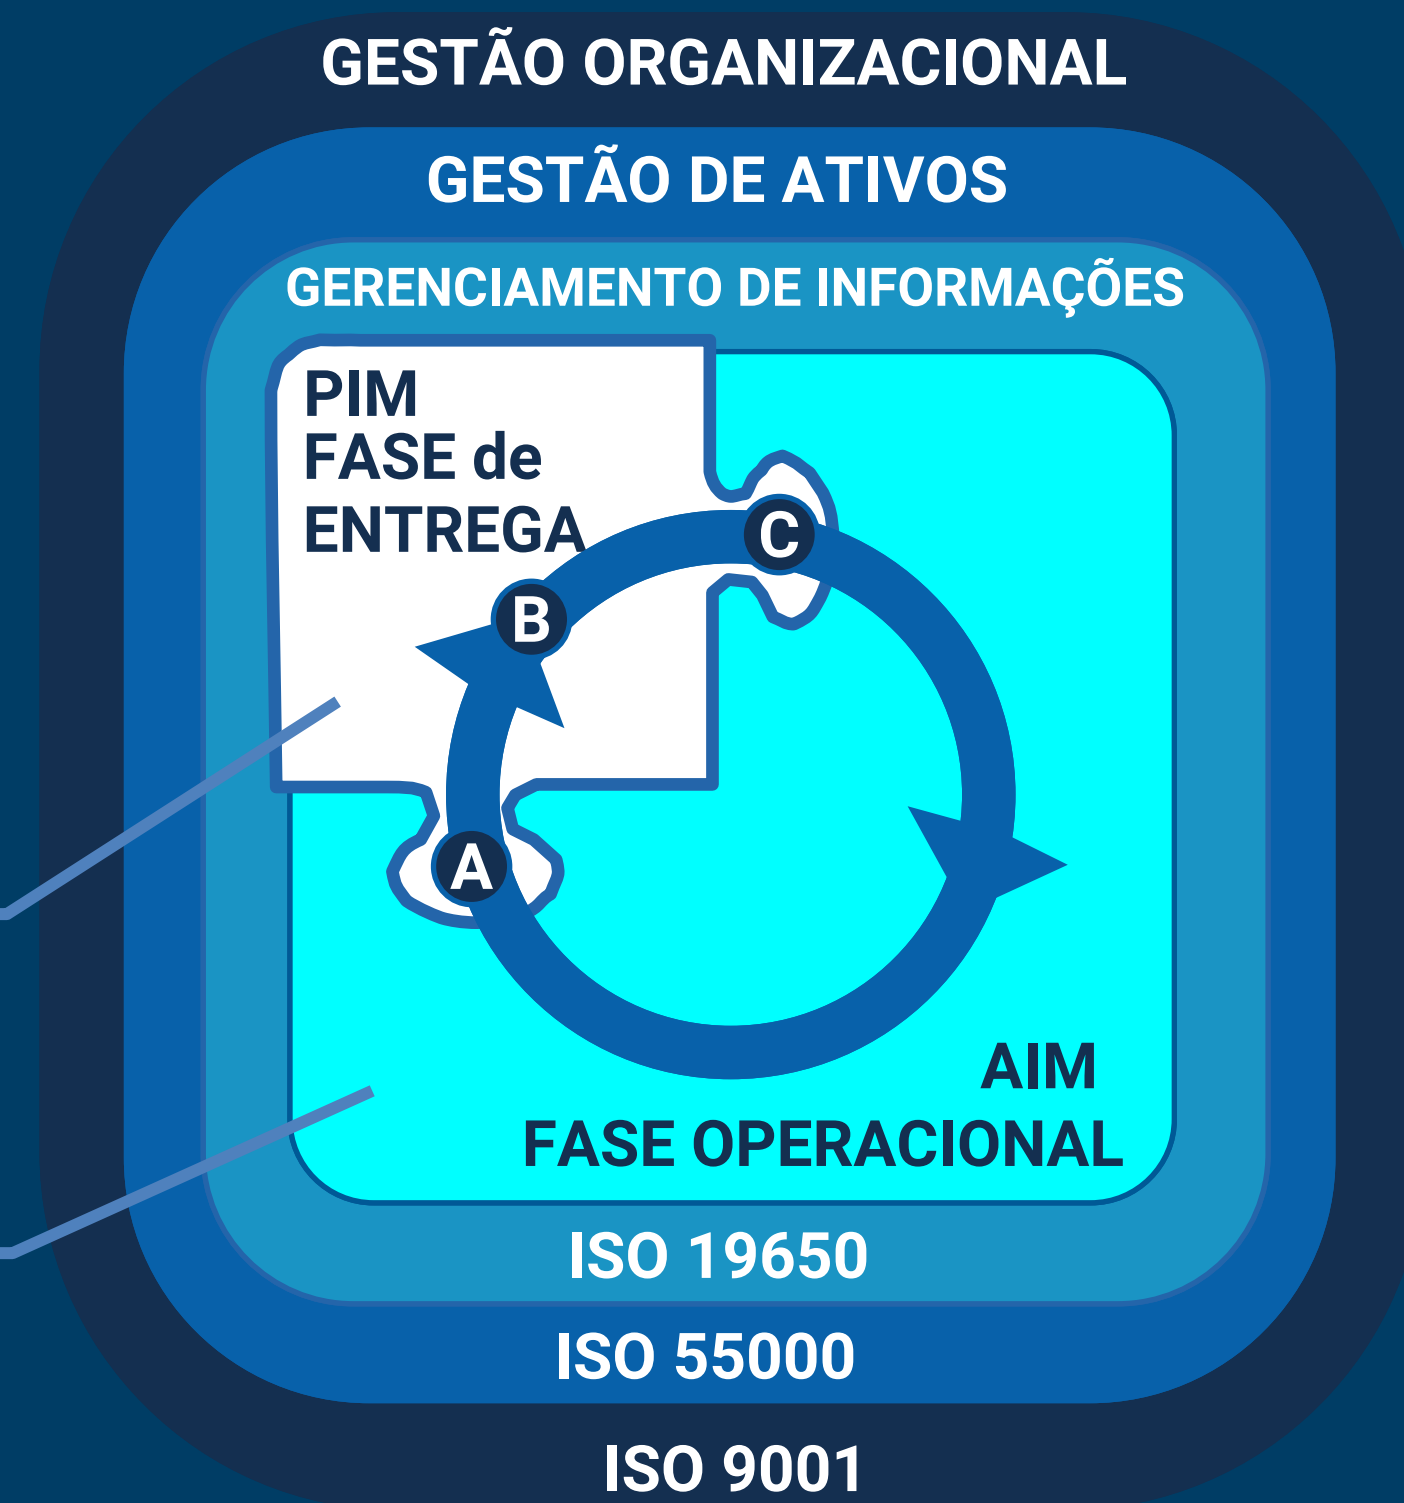 GESTÃO ORGANIZACIONAL
GESTÃO DE ATIVOS
GERENCIAMENTO DE INFORMAÇÕES
PIM
FASE de
ENTREGA
C
B
A
AIM
FASE OPERACIONAL
ISO 19650
ISO 55000
ISO 9001